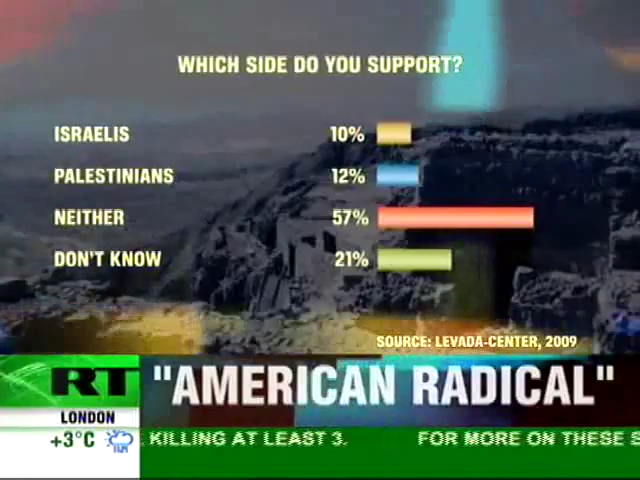 WHICH SIDE DO YOU SUPPORT?
ISRAELIS 10%
PALESTINIANS 12%
NEITHER 57%
DON'T KNOW 21%
SOURCE: LEVADA-CENTER, 2009
RT "AMERICAN RADICAL"
LONDON
+3°C . KILLING AT LEAST 3. FOR MORE ON THESE S